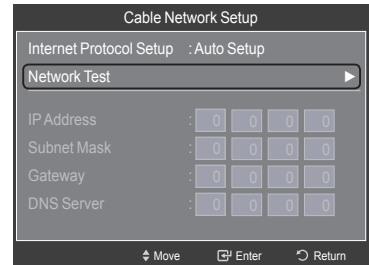 Cable Network Setup
Internet Protocol Setup : Auto Setup
Network Test ►
IP Address : 0 0 0 0
Subnet Mask : 0 0 0 0
Gateway : 0 0 0 0
DNS Server : 0 0 0 0
Move Enter Return